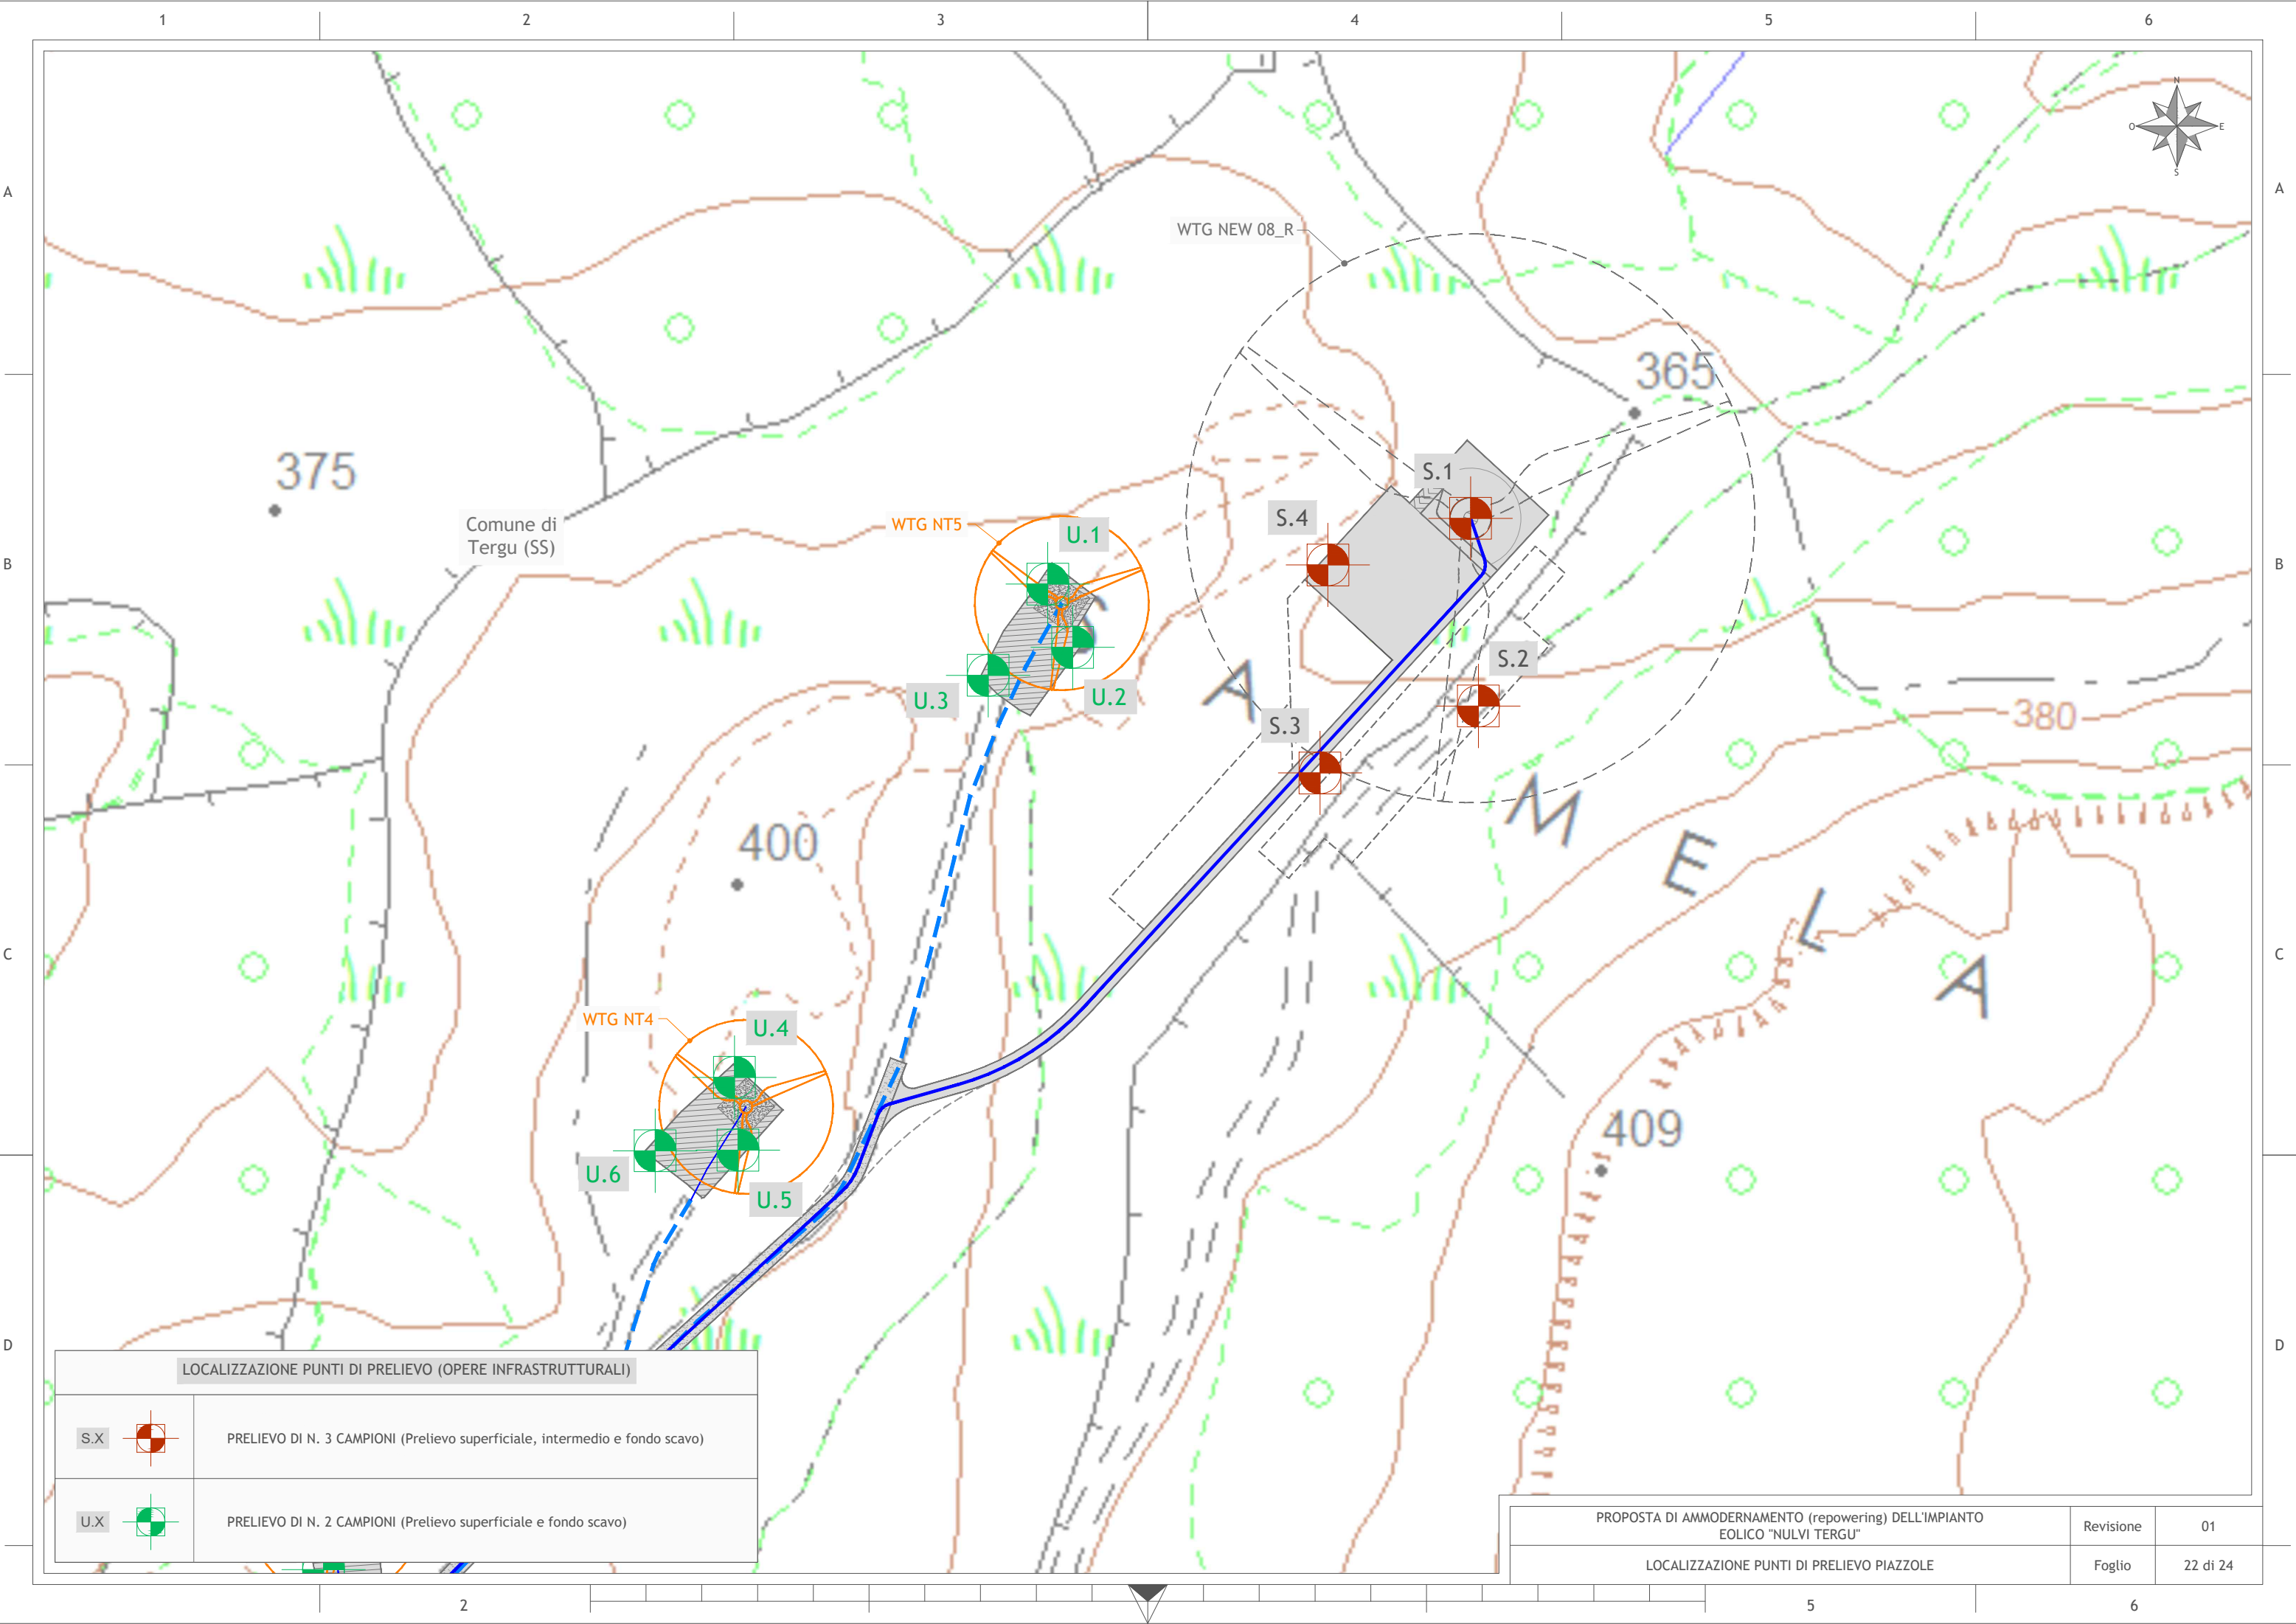 1 2 3 4 5 6
A A
N
O E
S
WTG NEW 08_R
365
375
S.1
S.4
Comune di
Tergu (SS)
WTG NT5
U.1
B B
S
S.2
U.3
U.2
A
S.3
380
M
400
E
L
C C
A
WTG NT4
U.4
409
U.6
U.5
D D
LOCALIZZAZIONE PUNTI DI PRELIEVO (OPERE INFRASTRUTTURALI)
S.X PRELIEVO DI N. 3 CAMPIONI (Prelievo superficiale, intermedio e fondo scavo)
U.X PRELIEVO DI N. 2 CAMPIONI (Prelievo superficiale e fondo scavo)
PROPOSTA DI AMMODERNAMENTO (repowering) DELL'IMPIANTO
EOLICO "NULVI TERGU"
Revisione 01
LOCALIZZAZIONE PUNTI DI PRELIEVO PIAZZOLE
Foglio 22 di 24
2 5 6